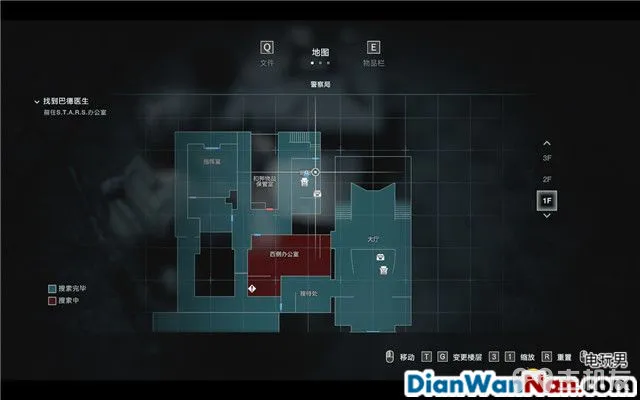 Q
地图
E
文件
物品栏
警察局
找到巴德医生
前往S.T.A.R.S.办公室
3F
2F
1F
指挥室
扣押物品
保管室
大厅
西侧办公室
接待处
搜索完毕
搜索中
移动 T G 变更楼层 3 1 缩放 R 重置
电玩男
DianWanNan.com